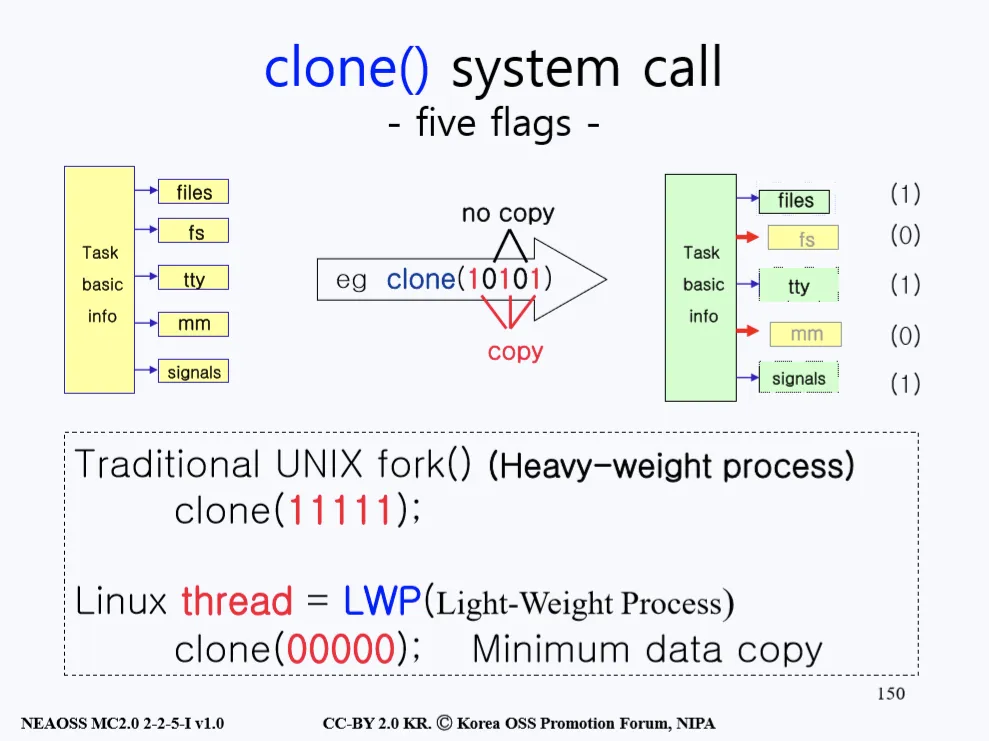 clone() system call
- five flags -
Task
basic
info
files
fs
tty
mm
signals
no copy
eg clone(10101)
copy
Task
basic
info
files
fs
tty
mm
signals
(1)
(0)
(1)
(0)
(1)
Traditional UNIX fork() (Heavy-weight process)
clone(11111);
Linux thread = LWP(Light-Weight Process)
clone(00000); Minimum data copy
150
NEAOSS MC2.0 2-2-5-I v1.0
CC-BY 2.0 KR. © Korea OSS Promotion Forum, NIPA